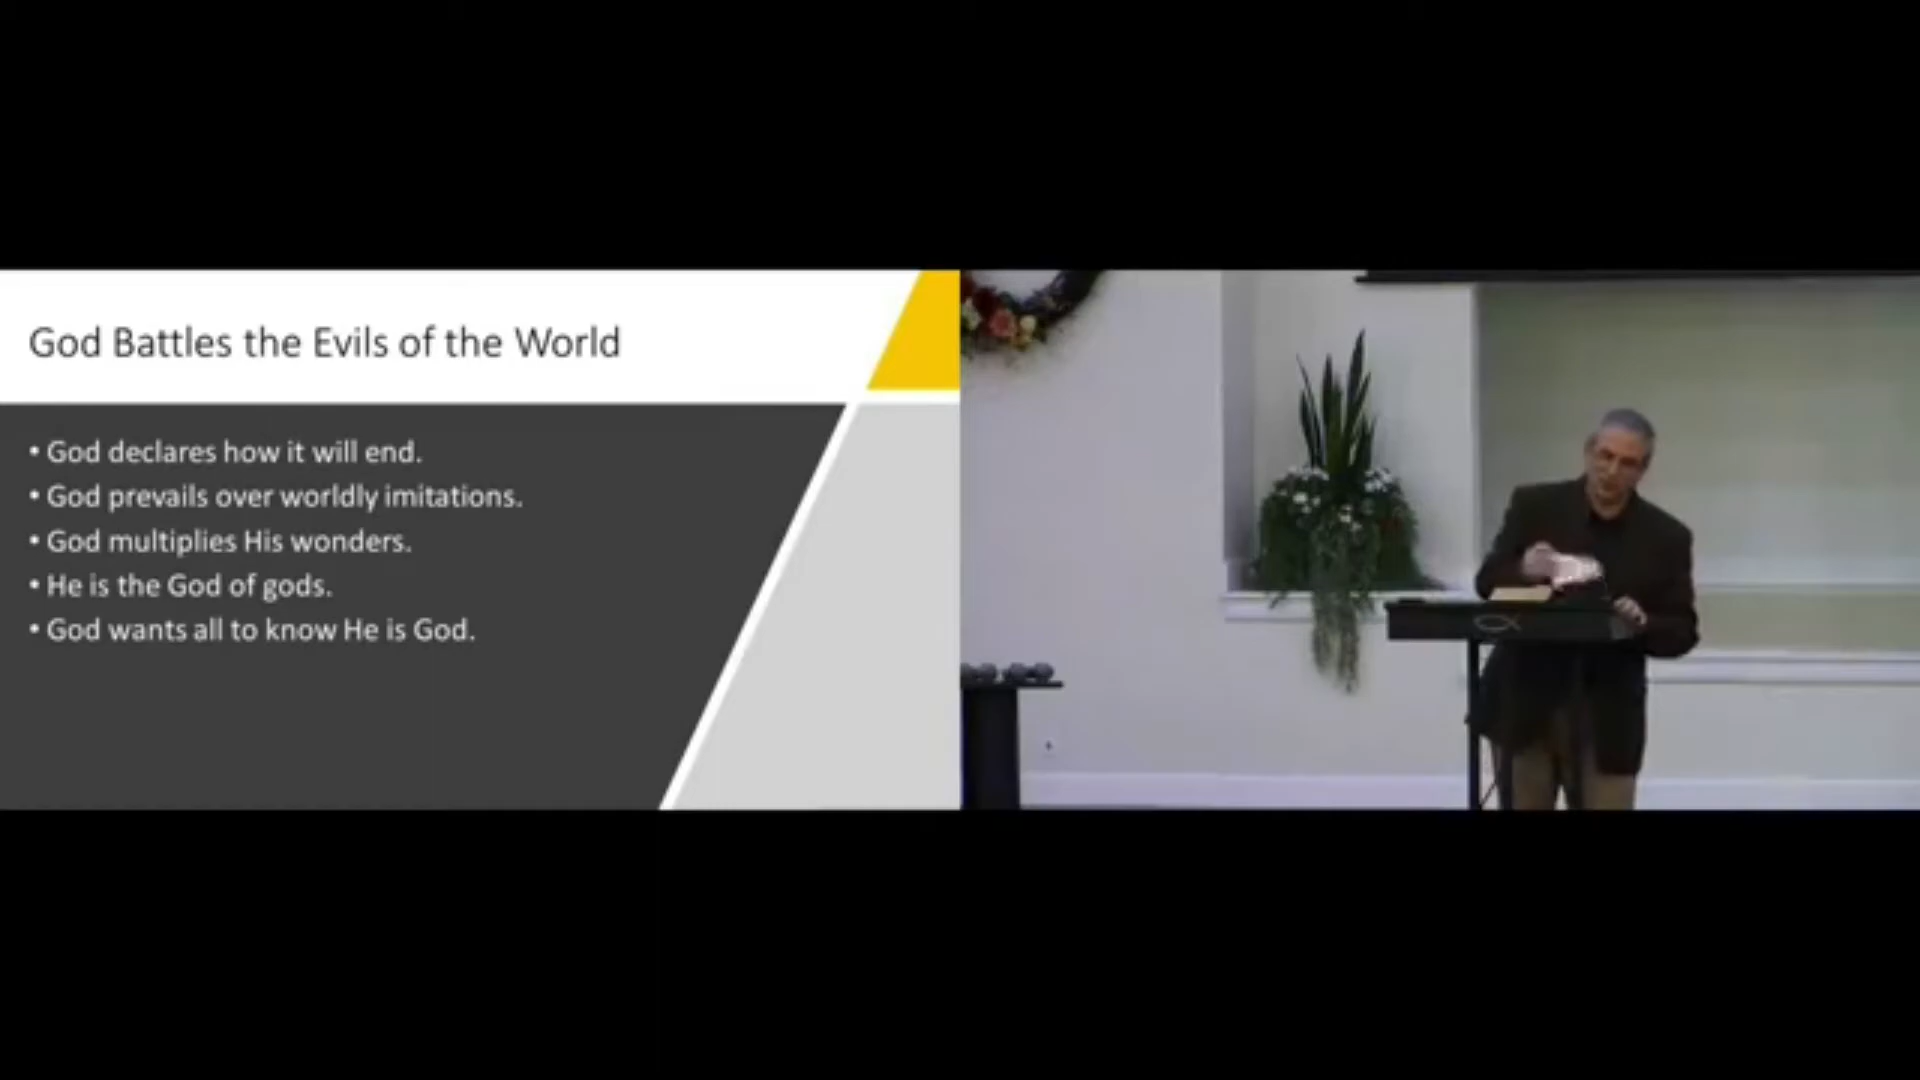 God Battles the Evils of the World
• God declares how it will end.
• God prevails over worldly imitations.
• God multiplies His wonders.
• He is the God of gods.
• God wants all to know He is God.